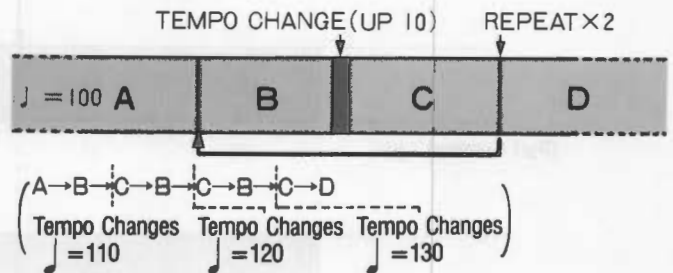 TEMPO CHANGE(UP 10) REPEAT×2
♩=100 A B C D
A→B→C→B→C→B→C→D
Tempo Changes Tempo Changes Tempo Changes
♩=110 ♩=120 ♩=130